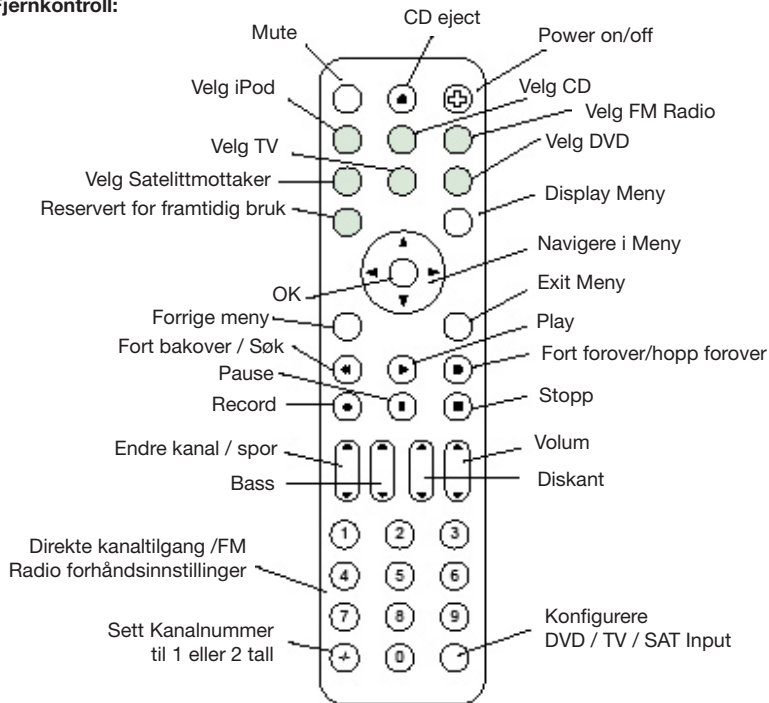 Fjernkontroll:
CD eject
Mute
Power on/off
Velg iPod
Velg CD
Velg FM Radio
Velg TV
Velg DVD
Velg Satelittmottaker
Display Meny
Reservert for framtidig bruk
Navigere i Meny
OK
Exit Meny
Forrige meny
Play
Fort bakover / Søk
Fort forover/hopp forover
Pause
Record
Stopp
Endre kanal / spor
Volum
Bass
Diskant
1 2 3
Direkte kanaltilgang /FM
Radio forhåndsinnstillinger
4 5 6
7 8 9
Sett Kanalnummer
til 1 eller 2 tall
Konfigurere
DVD / TV / SAT Input
-/- 0